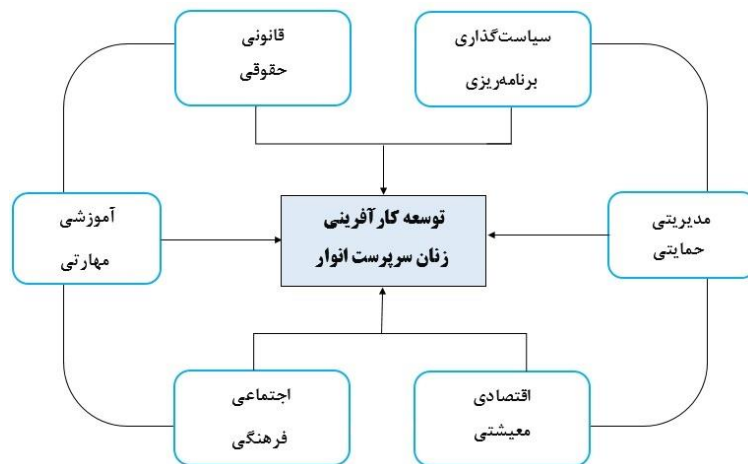 سیاست‌گذاری
برنامه‌ریزی
قانونی
حقوقی
مدیریتی
حمایتی
توسعه کارآفرینی
زنان سرپرست انوار
آموزشی
مهارتی
اقتصادی
معیشتی
اجتماعی
فرهنگی